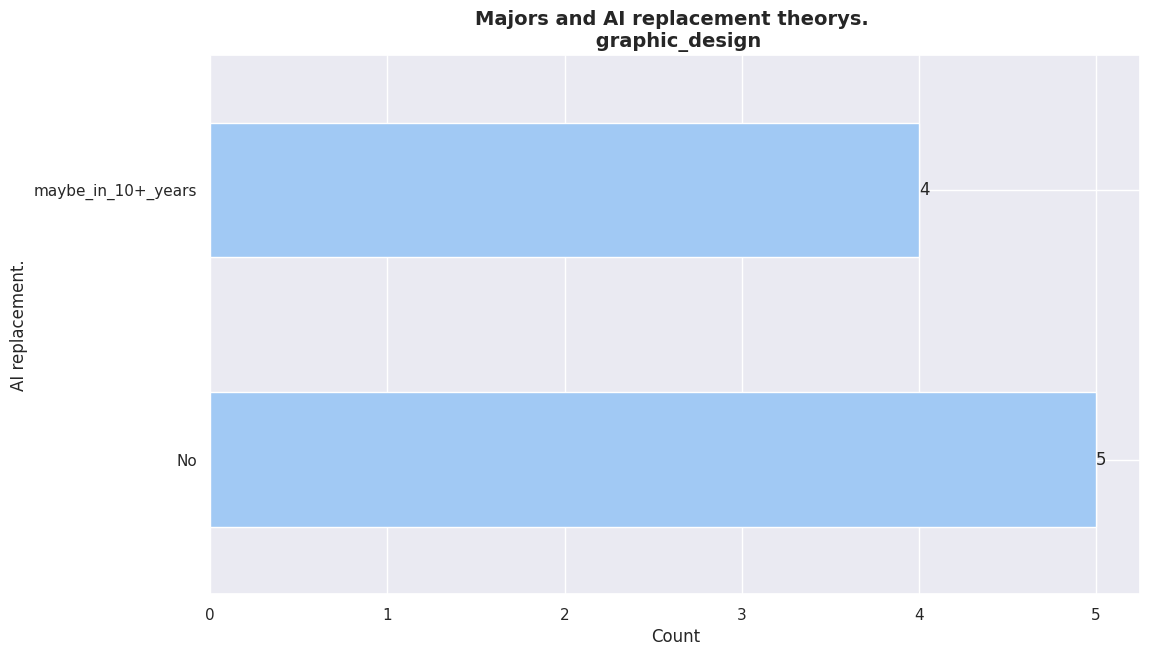 Majors and AI replacement theorys.
graphic_design
maybe_in_10+_years
4
AI replacement.
No
5
0 1 2 3 4 5
Count